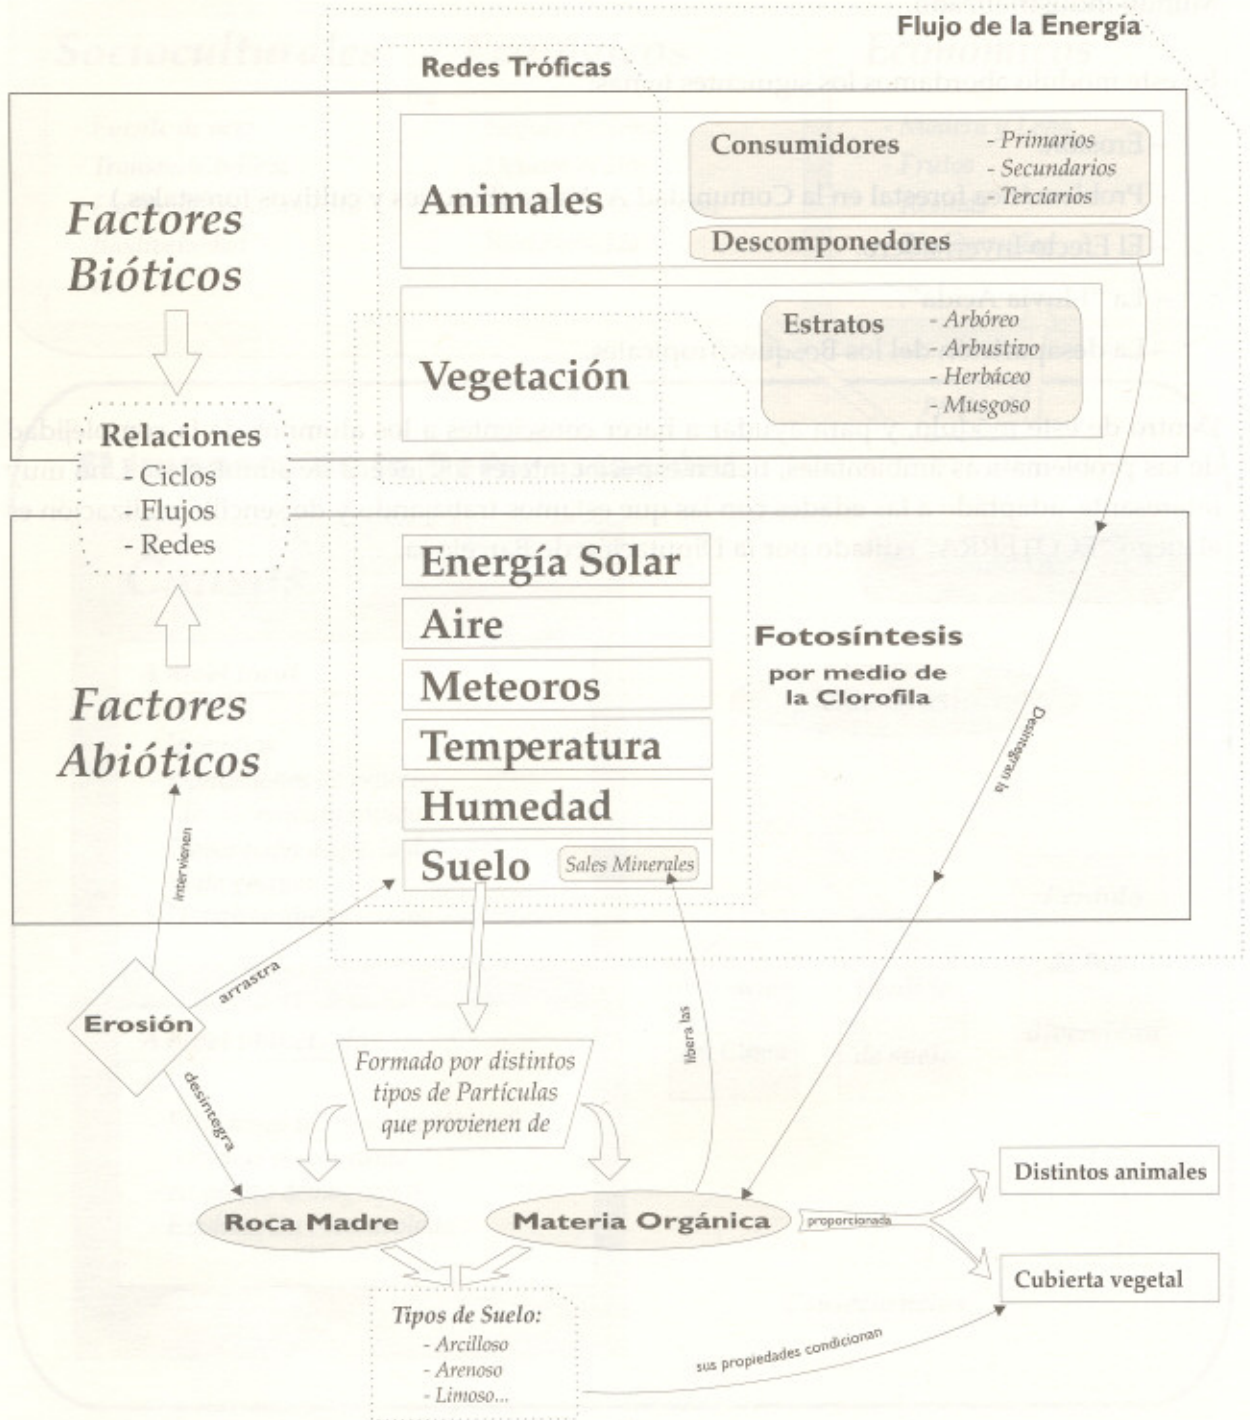 Flujo de la Energía
Redes Tróficas
Factores
Bióticos
Animales
Consumidores
- Primarios
- Secundarios
- Terciarios
Descomponedores
Vegetación
Estratos
- Arbóreo
- Arbustivo
- Herbáceo
- Musgoso
Relaciones
- Ciclos
- Flujos
- Redes
Factores
Abióticos
Energía Solar
Aire
Meteoros
Temperatura
Humedad
Suelo
Sales Minerales
Fotosíntesis
por medio de
la Clorofila
Desintegran la
intervienen
arrastra
Erosión
desintegra
libera las
Formado por distintos
tipos de Partículas
que provienen de
Roca Madre
Materia Orgánica
proporcionada
Distintos animales
Cubierta vegetal
Tipos de Suelo:
- Arcilloso
- Arenoso
- Limoso...
sus propiedades condicionan